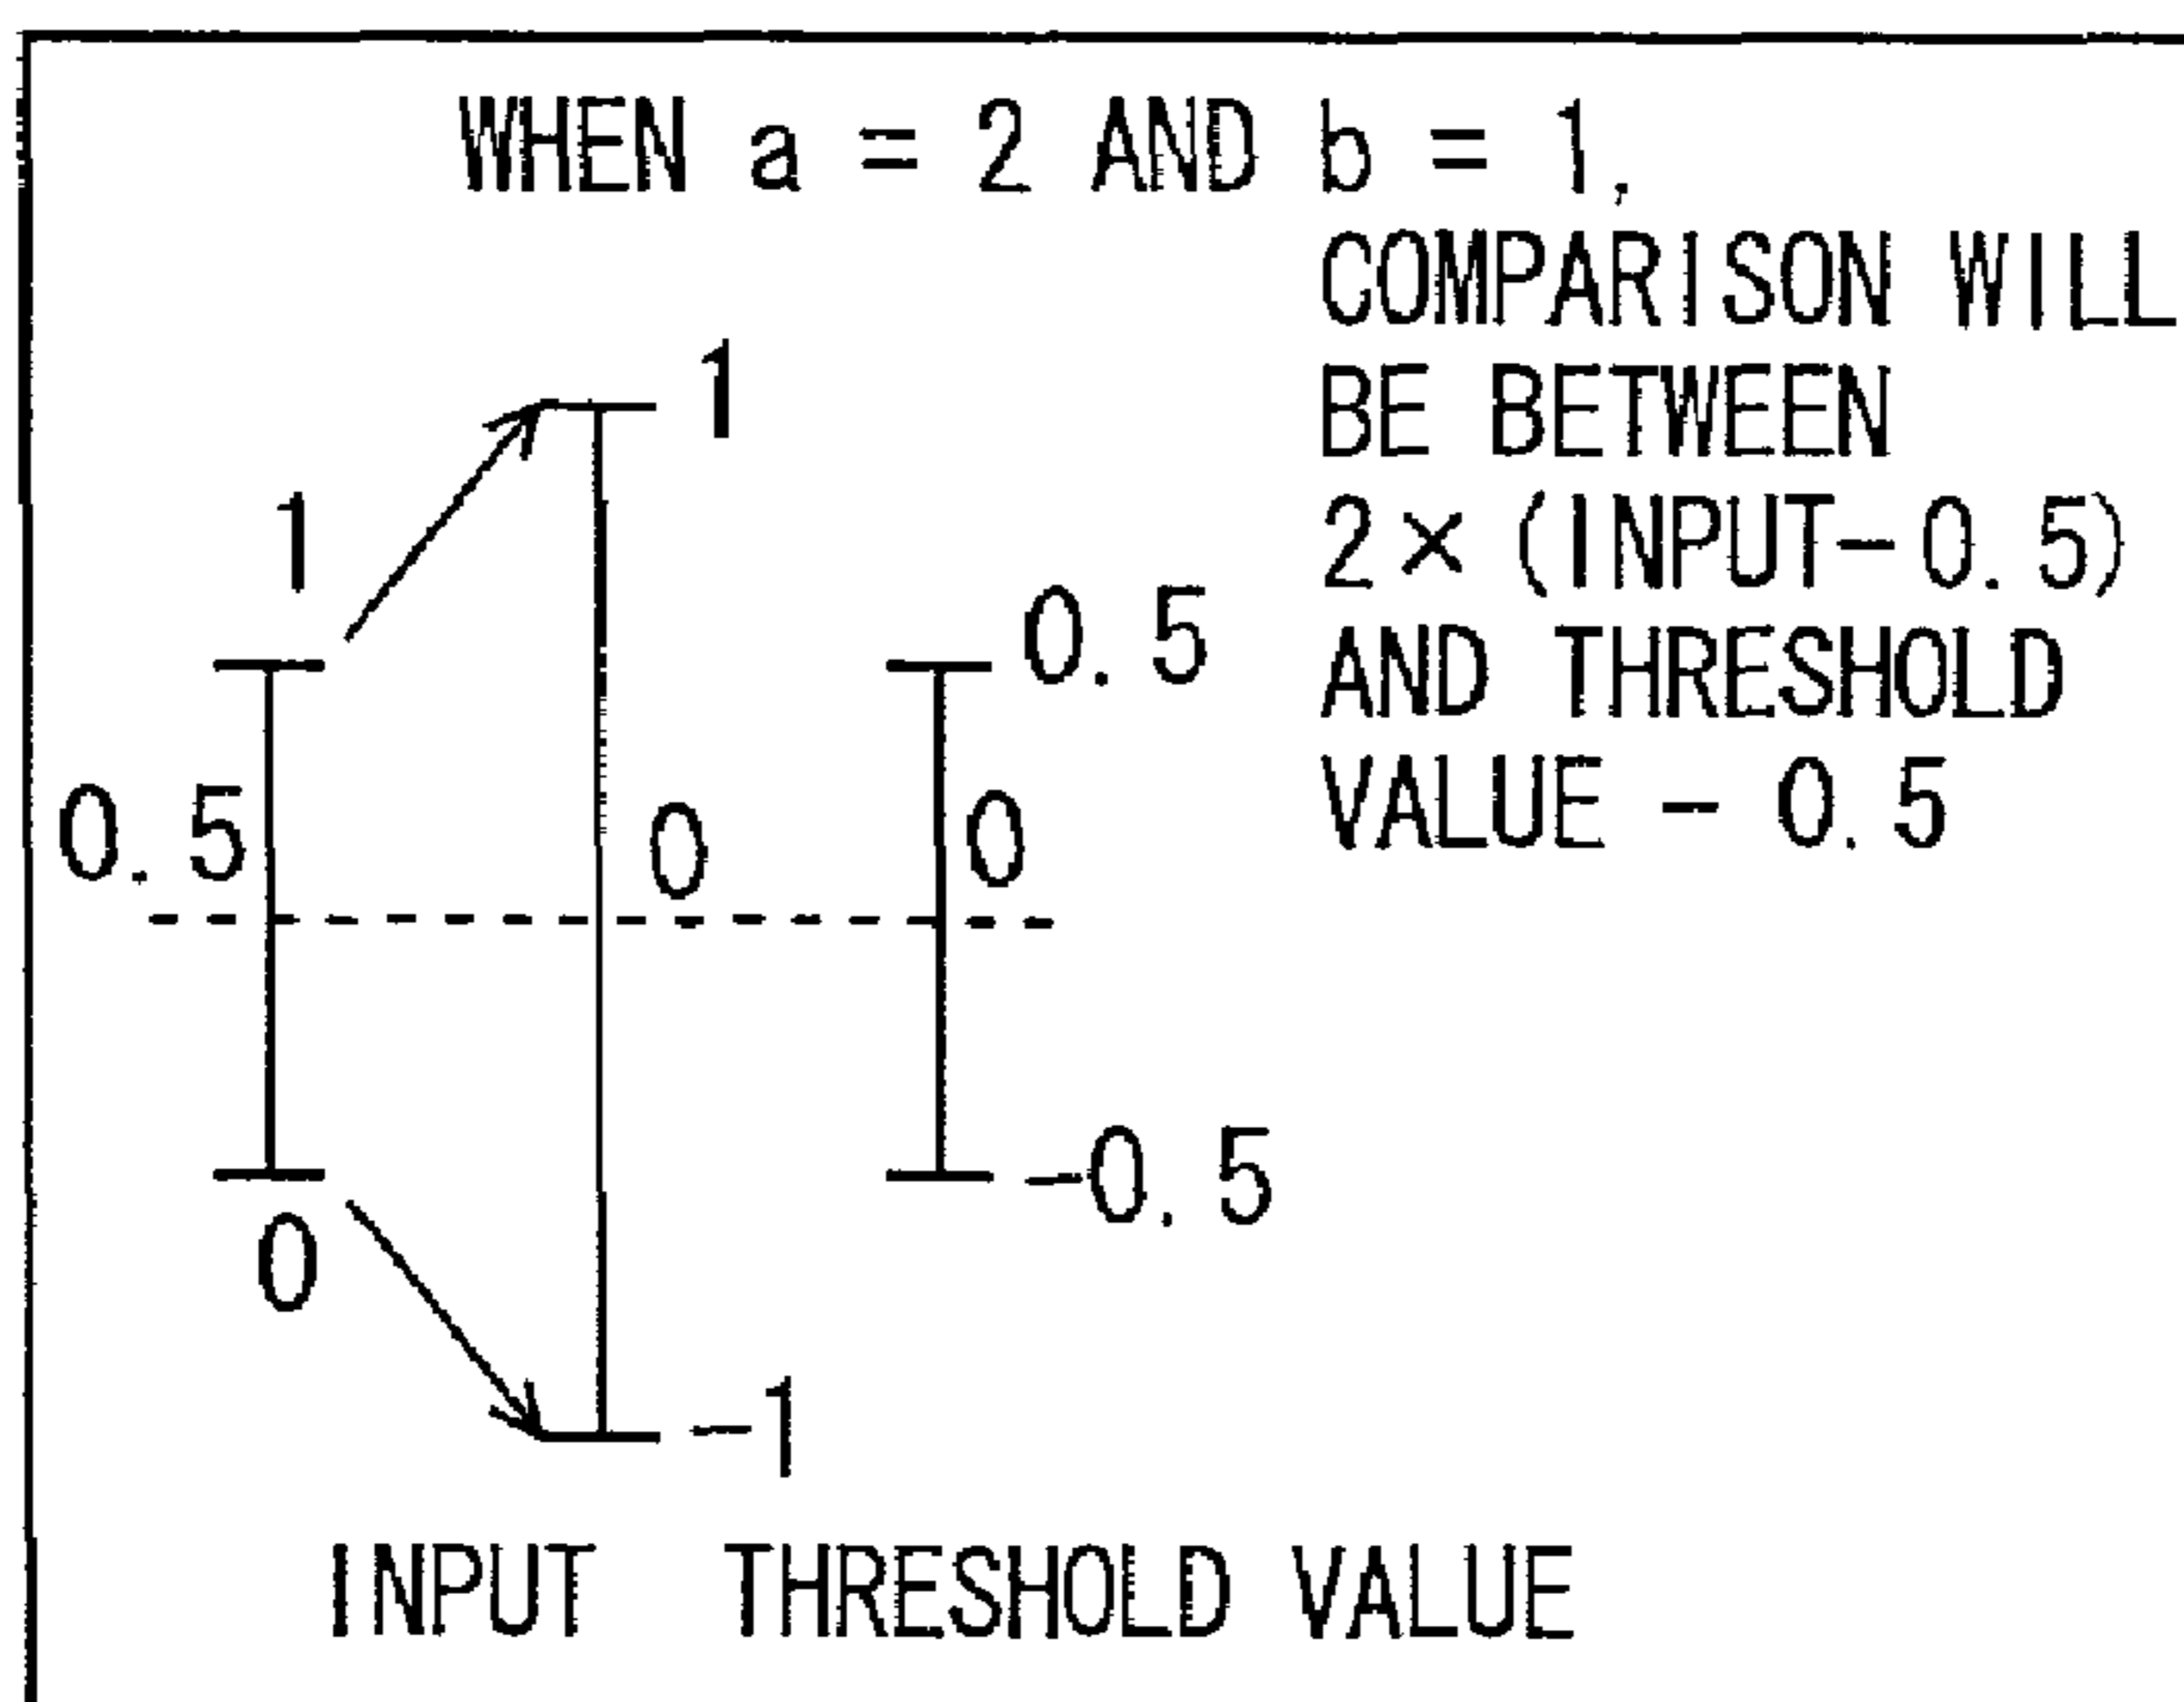 WHEN a = 2 AND b = 1,
COMPARISON WILL
BE BETWEEN
2× (INPUT-0.5)
AND THRESHOLD
VALUE - 0.5
1
1
0.5
0.5
0
0
-0.5
0
-1
INPUT THRESHOLD VALUE